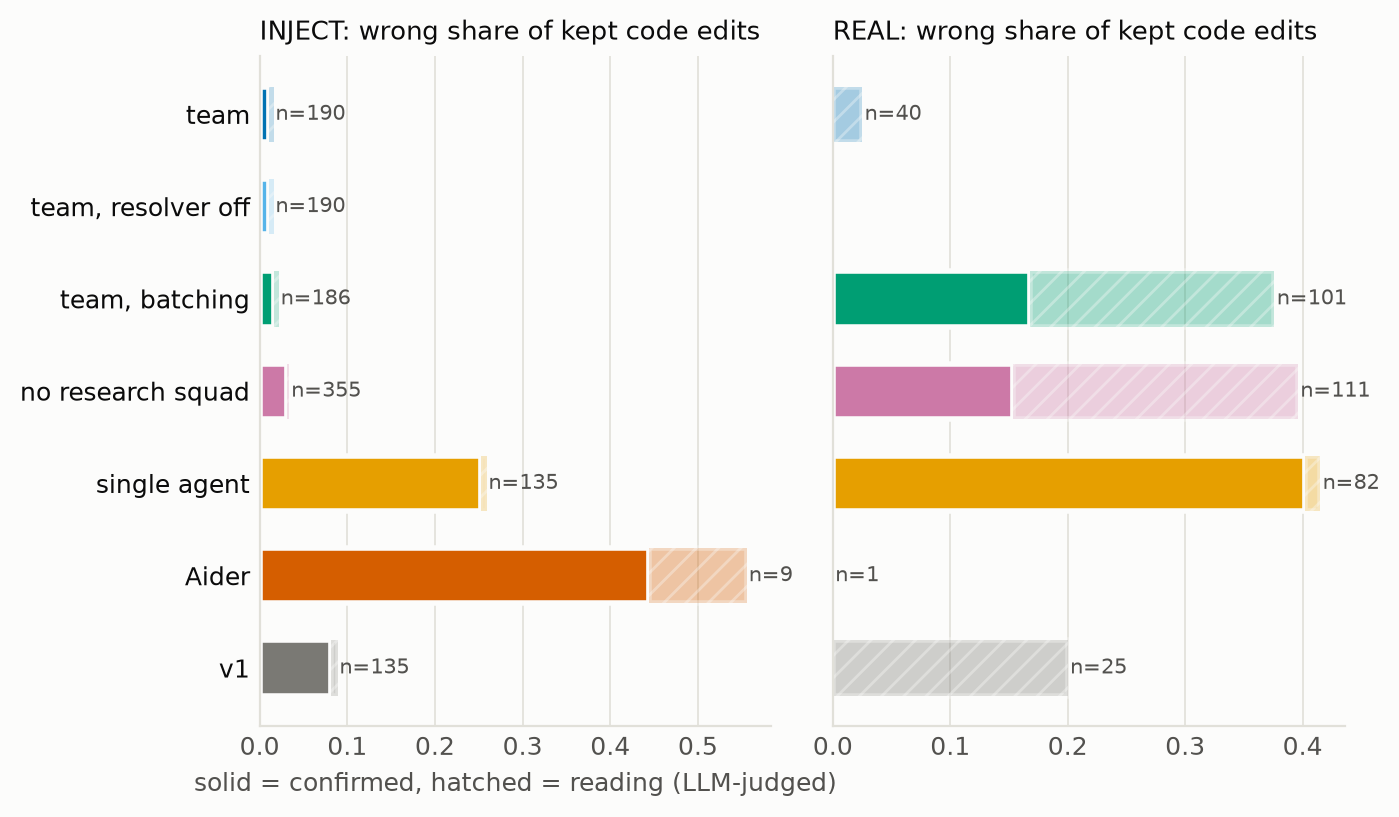 INJECT: wrong share of kept code edits
REAL: wrong share of kept code edits
team
n=190
n=40
team, resolver off
n=190
team, batching
n=186
n=101
no research squad
n=355
n=111
single agent
n=135
n=82
Aider
n=9
n=1
v1
n=135
n=25
0.0 0.1 0.2 0.3 0.4 0.5
0.0 0.1 0.2 0.3 0.4
solid = confirmed, hatched = reading (LLM-judged)